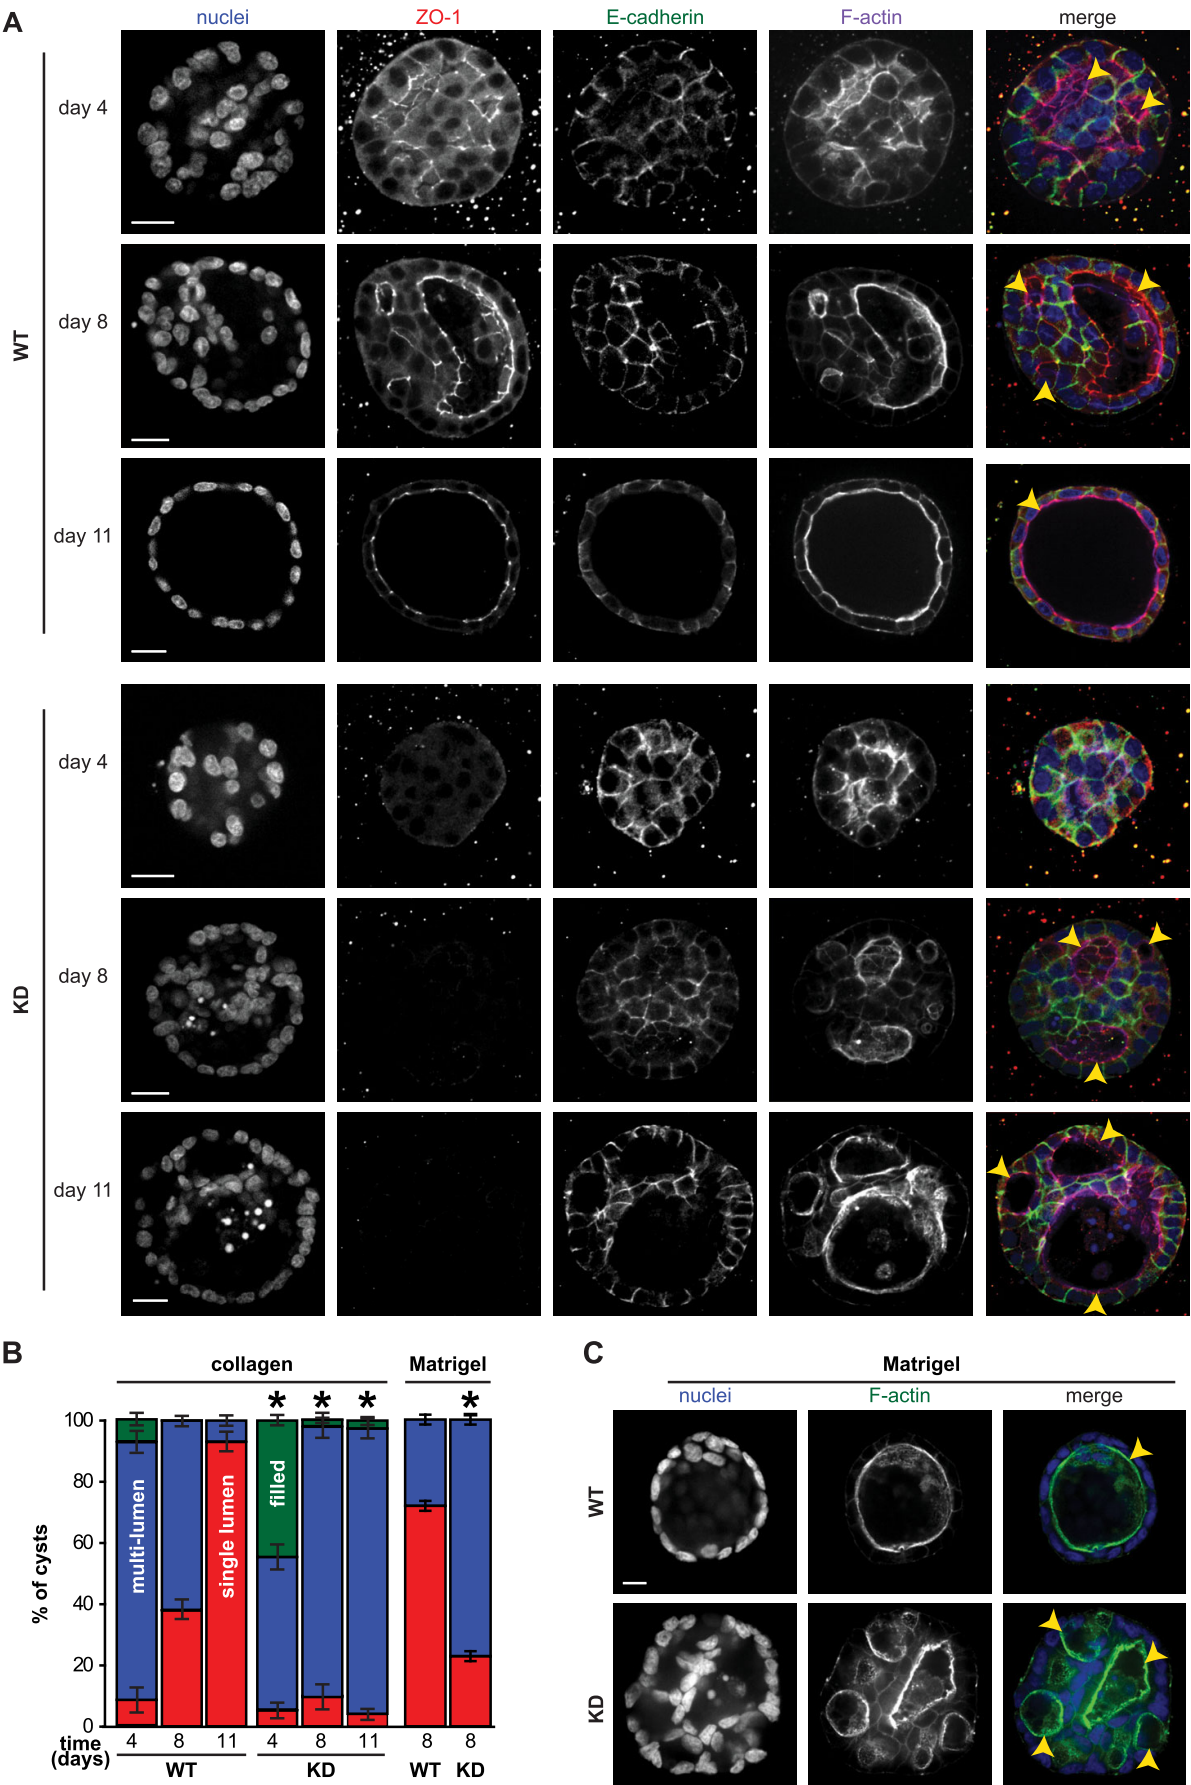 A
nuclei ZO-1 E-cadherin F-actin merge
WT
day 4
day 8
day 11
KD
day 4
day 8
day 11
B
collagen Matrigel
* * * *
% of cysts
100
80
60
40
20
0
multi-lumen
single lumen
filled
time (days) 4 8 11 4 8 11 8 8
WT KD WT KD
C
Matrigel
nuclei F-actin merge
WT
KD